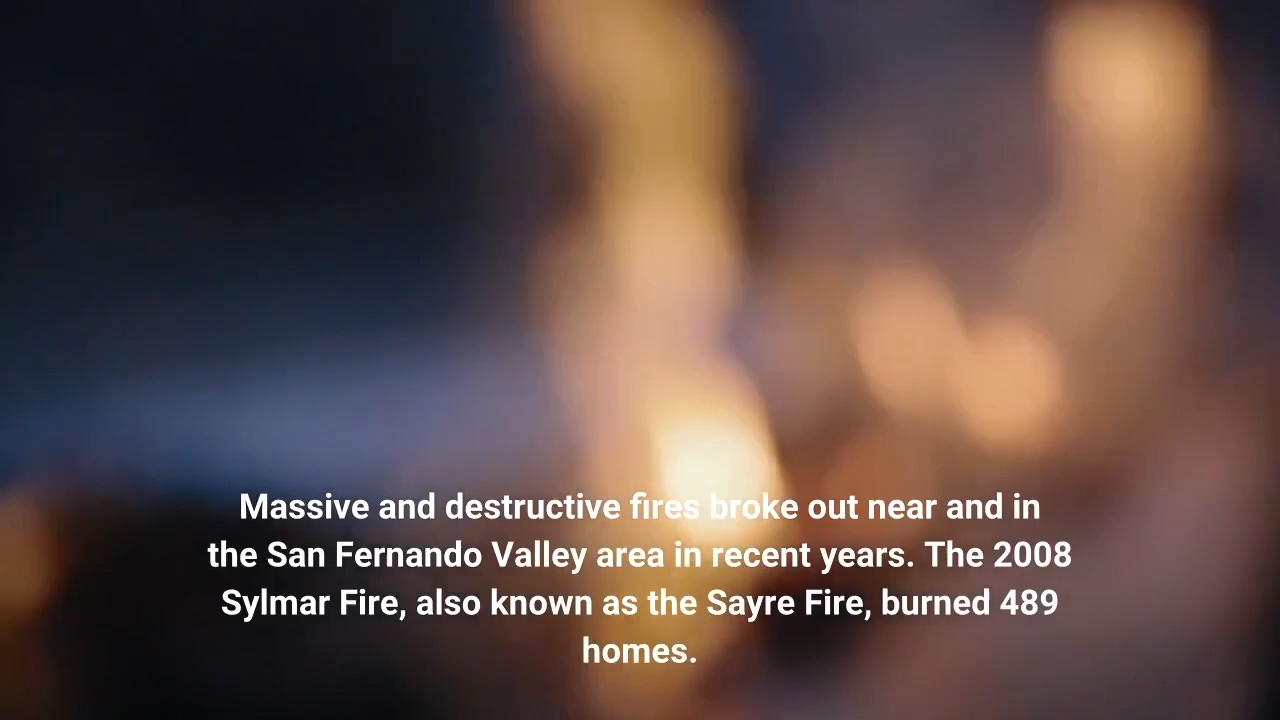 Massive and destructive fires broke out near and in
the San Fernando Valley area in recent years. The 2008
Sylmar Fire, also known as the Sayre Fire, burned 489
homes.